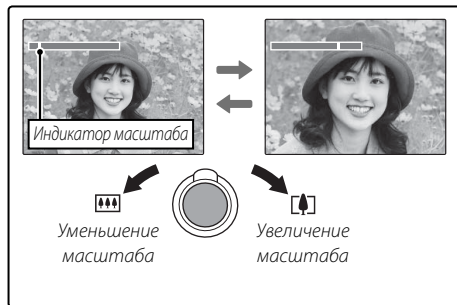 Индикатор масштаба
Уменьшение
масштаба
Увеличение
масштаба